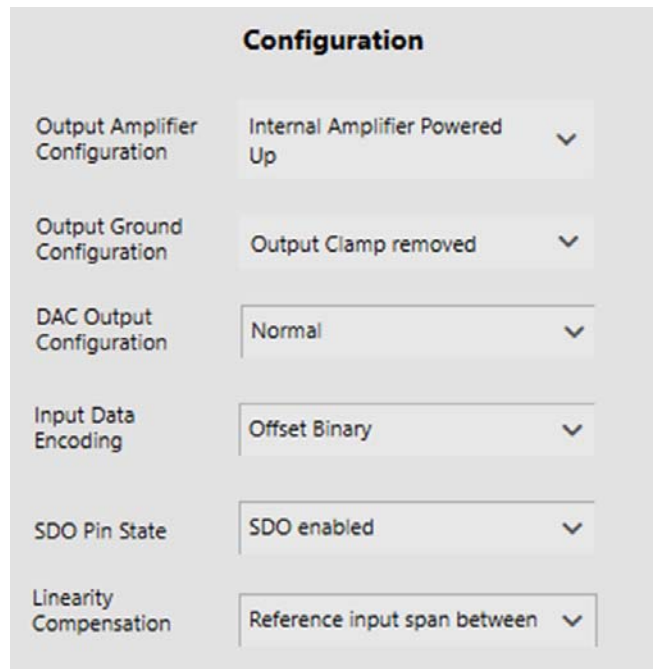 Configuration
Output Amplifier
Configuration
Internal Amplifier Powered
Up
Output Ground
Configuration
Output Clamp removed
DAC Output
Configuration
Normal
Input Data
Encoding
Offset Binary
SDO Pin State
SDO enabled
Linearity
Compensation
Reference input span between